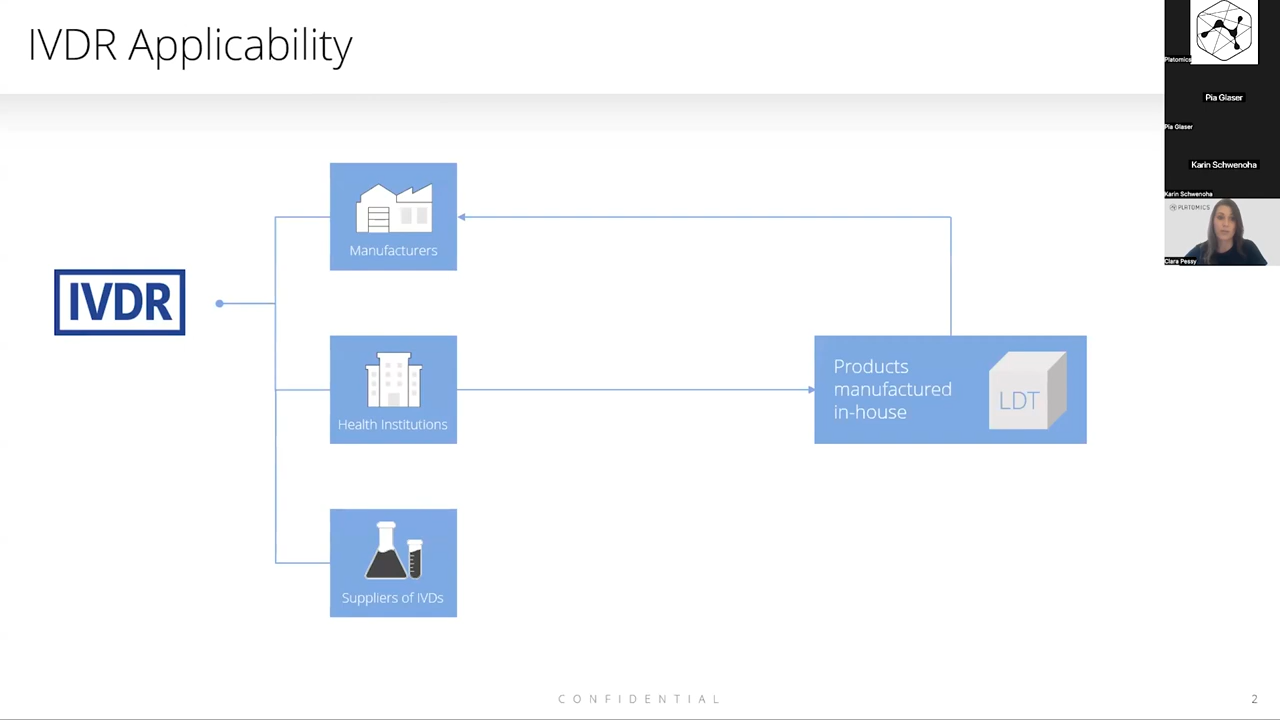 IVDR Applicability
IVDR
Manufacturers
Health Institutions
Suppliers of IVDs
Products
manufactured
in-house
LDT
CONFIDENTIAL
2
Platomics
Pia Glaser
Pia Glaser
Karin Schwenoha
Karin Schwenoha
PLATOMICS
Clara Pessy